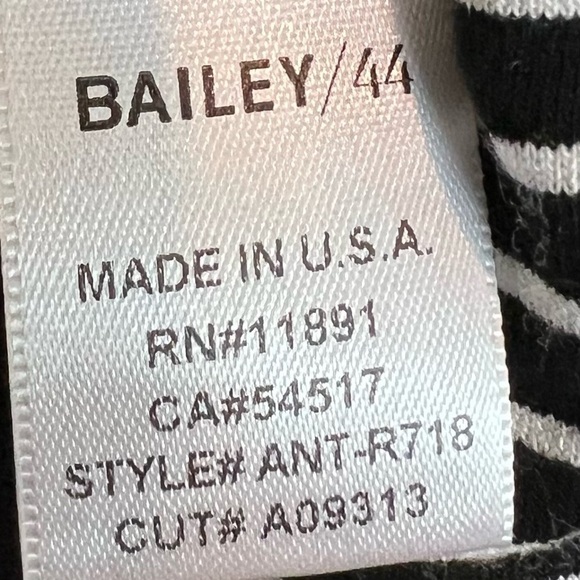 BAILEY/44
MADE IN U.S.A.
RN#11891
CA#54517
STYLE# ANT-R718
CUT# A09313